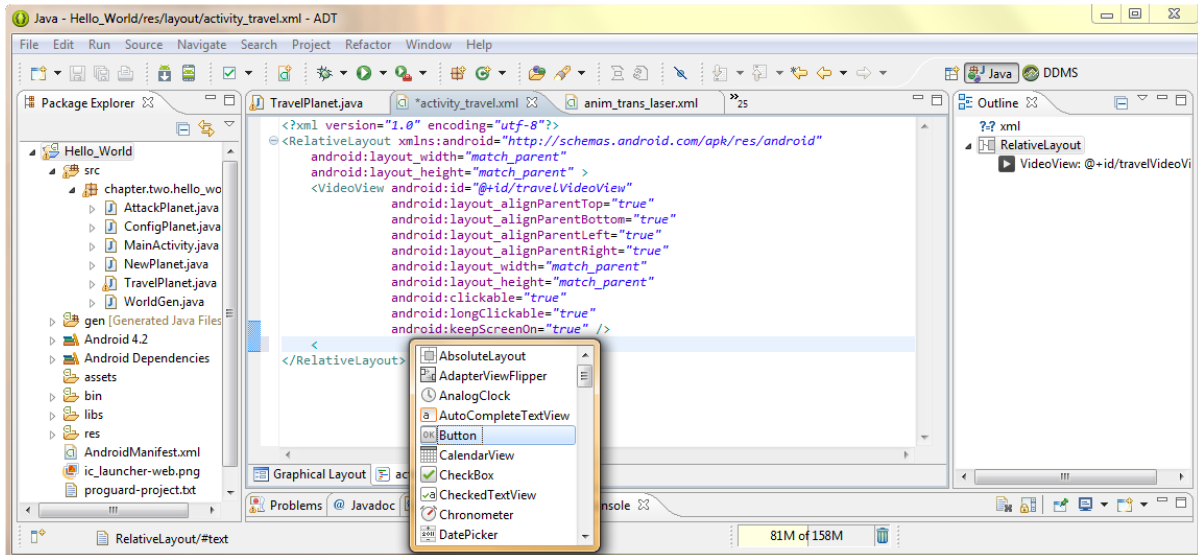 Java - Hello_World/res/layout/activity_travel.xml - ADT
File Edit Run Source Navigate Search Project Refactor Window Help
Java DDMS
Package Explorer
TravelPlanet.java *activity_travel.xml anim_trans_laser.xml »25
Outline
Hello_World
src
chapter.two.hello_wo
AttackPlanet.java
ConfigPlanet.java
MainActivity.java
NewPlanet.java
TravelPlanet.java
WorldGen.java
gen [Generated Java Files
Android 4.2
Android Dependencies
assets
bin
libs
res
AndroidManifest.xml
ic_launcher-web.png
proguard-project.txt
<?xml version="1.0" encoding="utf-8"?>
<RelativeLayout xmlns:android="http://schemas.android.com/apk/res/android"
android:layout_width="match_parent"
android:layout_height="match_parent" >
<VideoView android:id="@+id/travelVideoView"
android:layout_alignParentTop="true"
android:layout_alignParentBottom="true"
android:layout_alignParentLeft="true"
android:layout_alignParentRight="true"
android:layout_width="match_parent"
android:layout_height="match_parent"
android:clickable="true"
android:longClickable="true"
android:keepScreenOn="true" />
<
</RelativeLayout>
AbsoluteLayout
AdapterViewFlipper
AnalogClock
AutoCompleteTextView
Button
CalendarView
CheckBox
CheckedTextView
Chronometer
DatePicker
Graphical Layout ac
Problems @ Javadoc nsole
?=? xml
RelativeLayout
VideoView: @+id/travelVideoVi
RelativeLayout/#text
81M of 158M